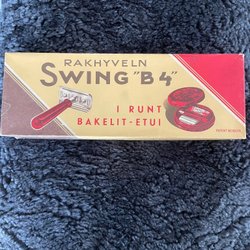 RAKHYVELN
SWING "B4"
I RUNT
BAKELIT-ETUI